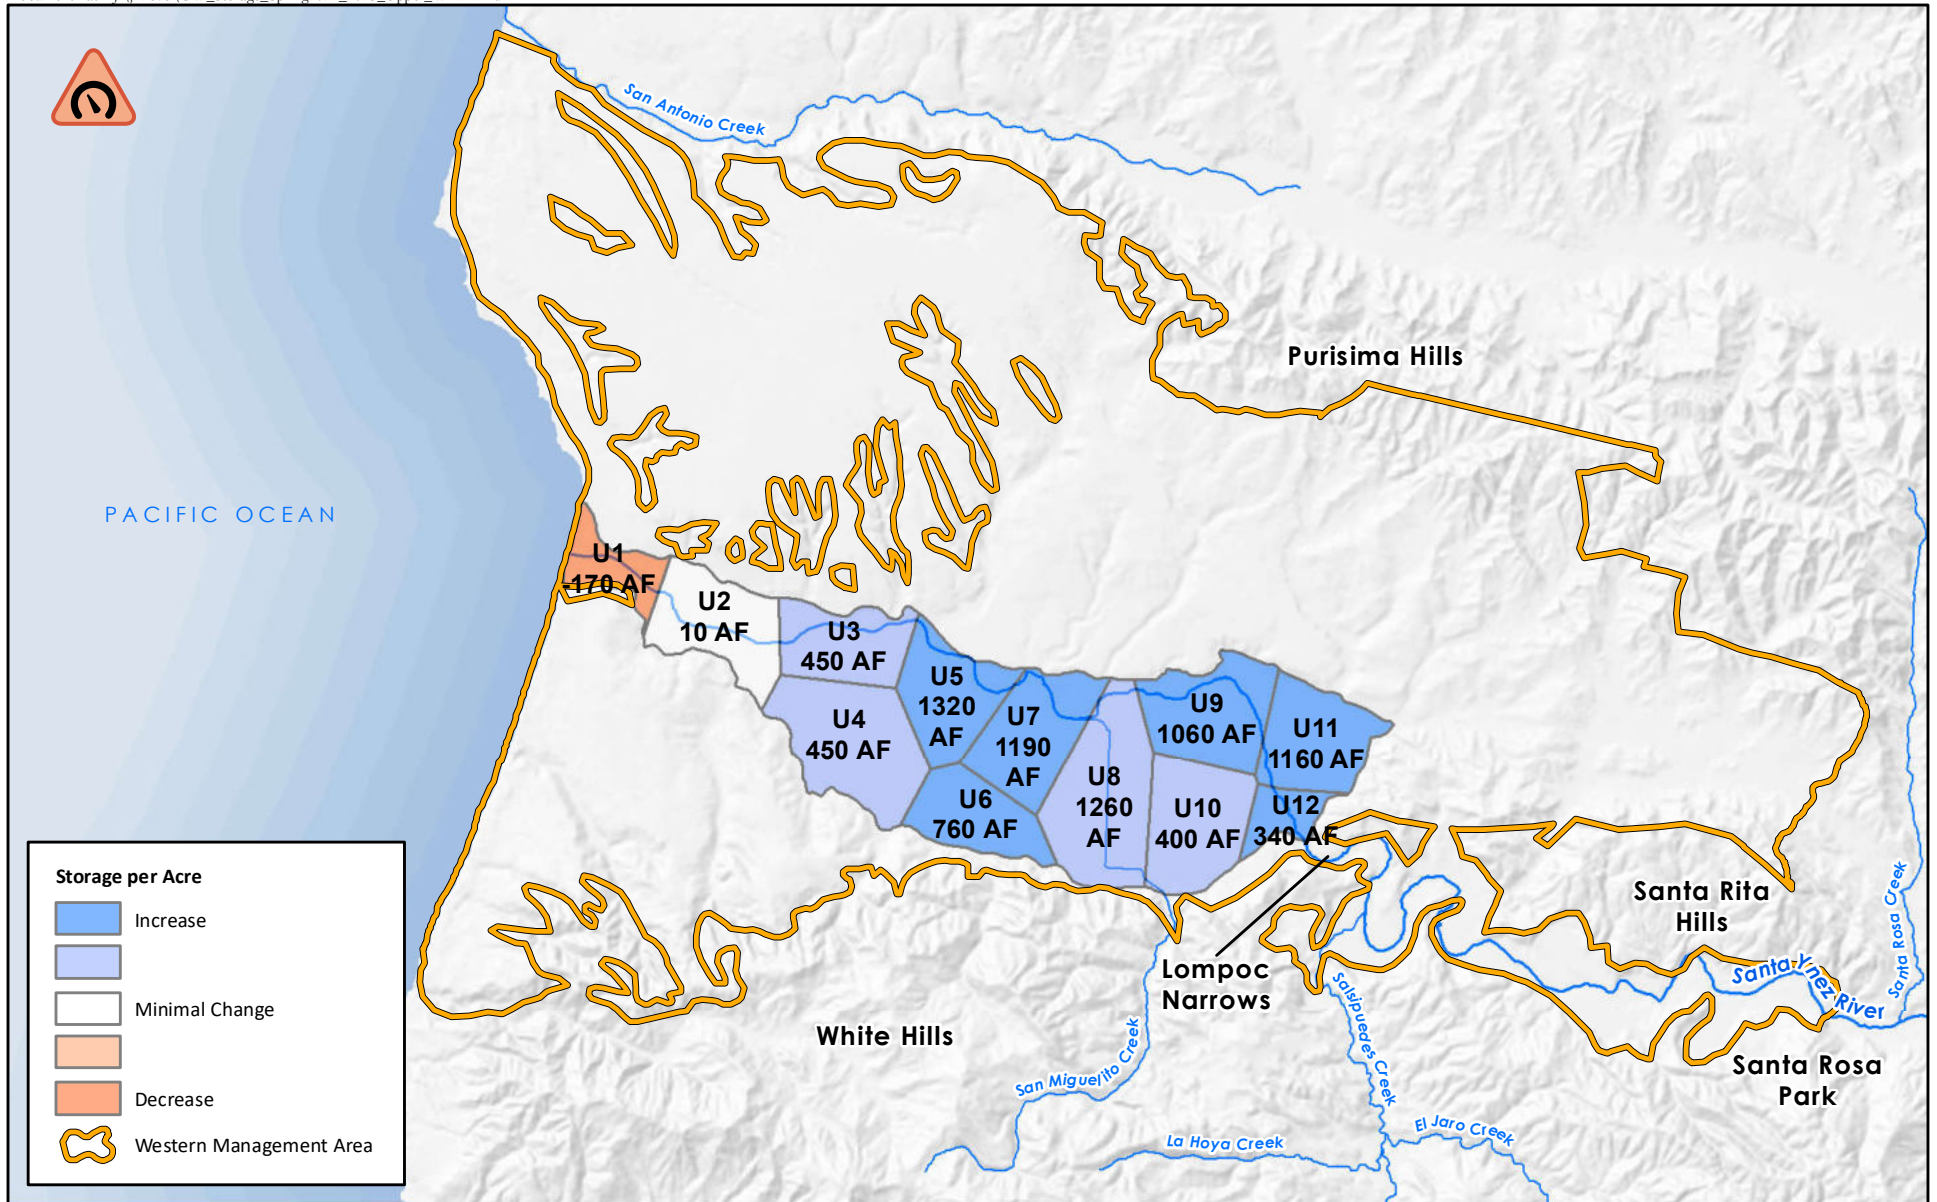 San Antonio Creek
Purisima Hills
PACIFIC OCEAN
U1
-170 AF
U2
10 AF
U3
450 AF
U4
450 AF
U5
1320
AF
U6
760 AF
U7
1190
AF
U8
1260
AF
U9
1060 AF
U10
400 AF
U11
1160 AF
U12
340 AF
Santa Rita
Hills
Santa Rosa Creek
Lompoc
Narrows
Santa Ynez River
Salsipuedes Creek
White Hills
San Miguelito Creek
Santa Rosa
Park
La Hoya Creek
El Jaro Creek
Storage per Acre
Increase
Minimal Change
Decrease
Western Management Area